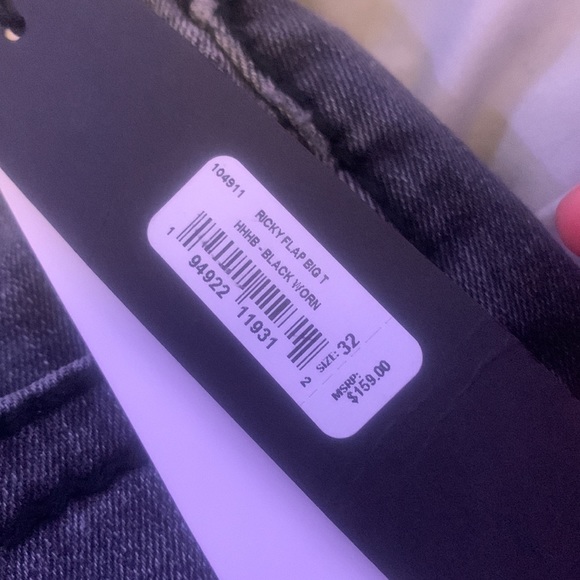 104911
RICKY FLAP BIG T
HHHB - BLACK WORN
1 94922 11931 2
SIZE: 32
MSRP:
$159.00